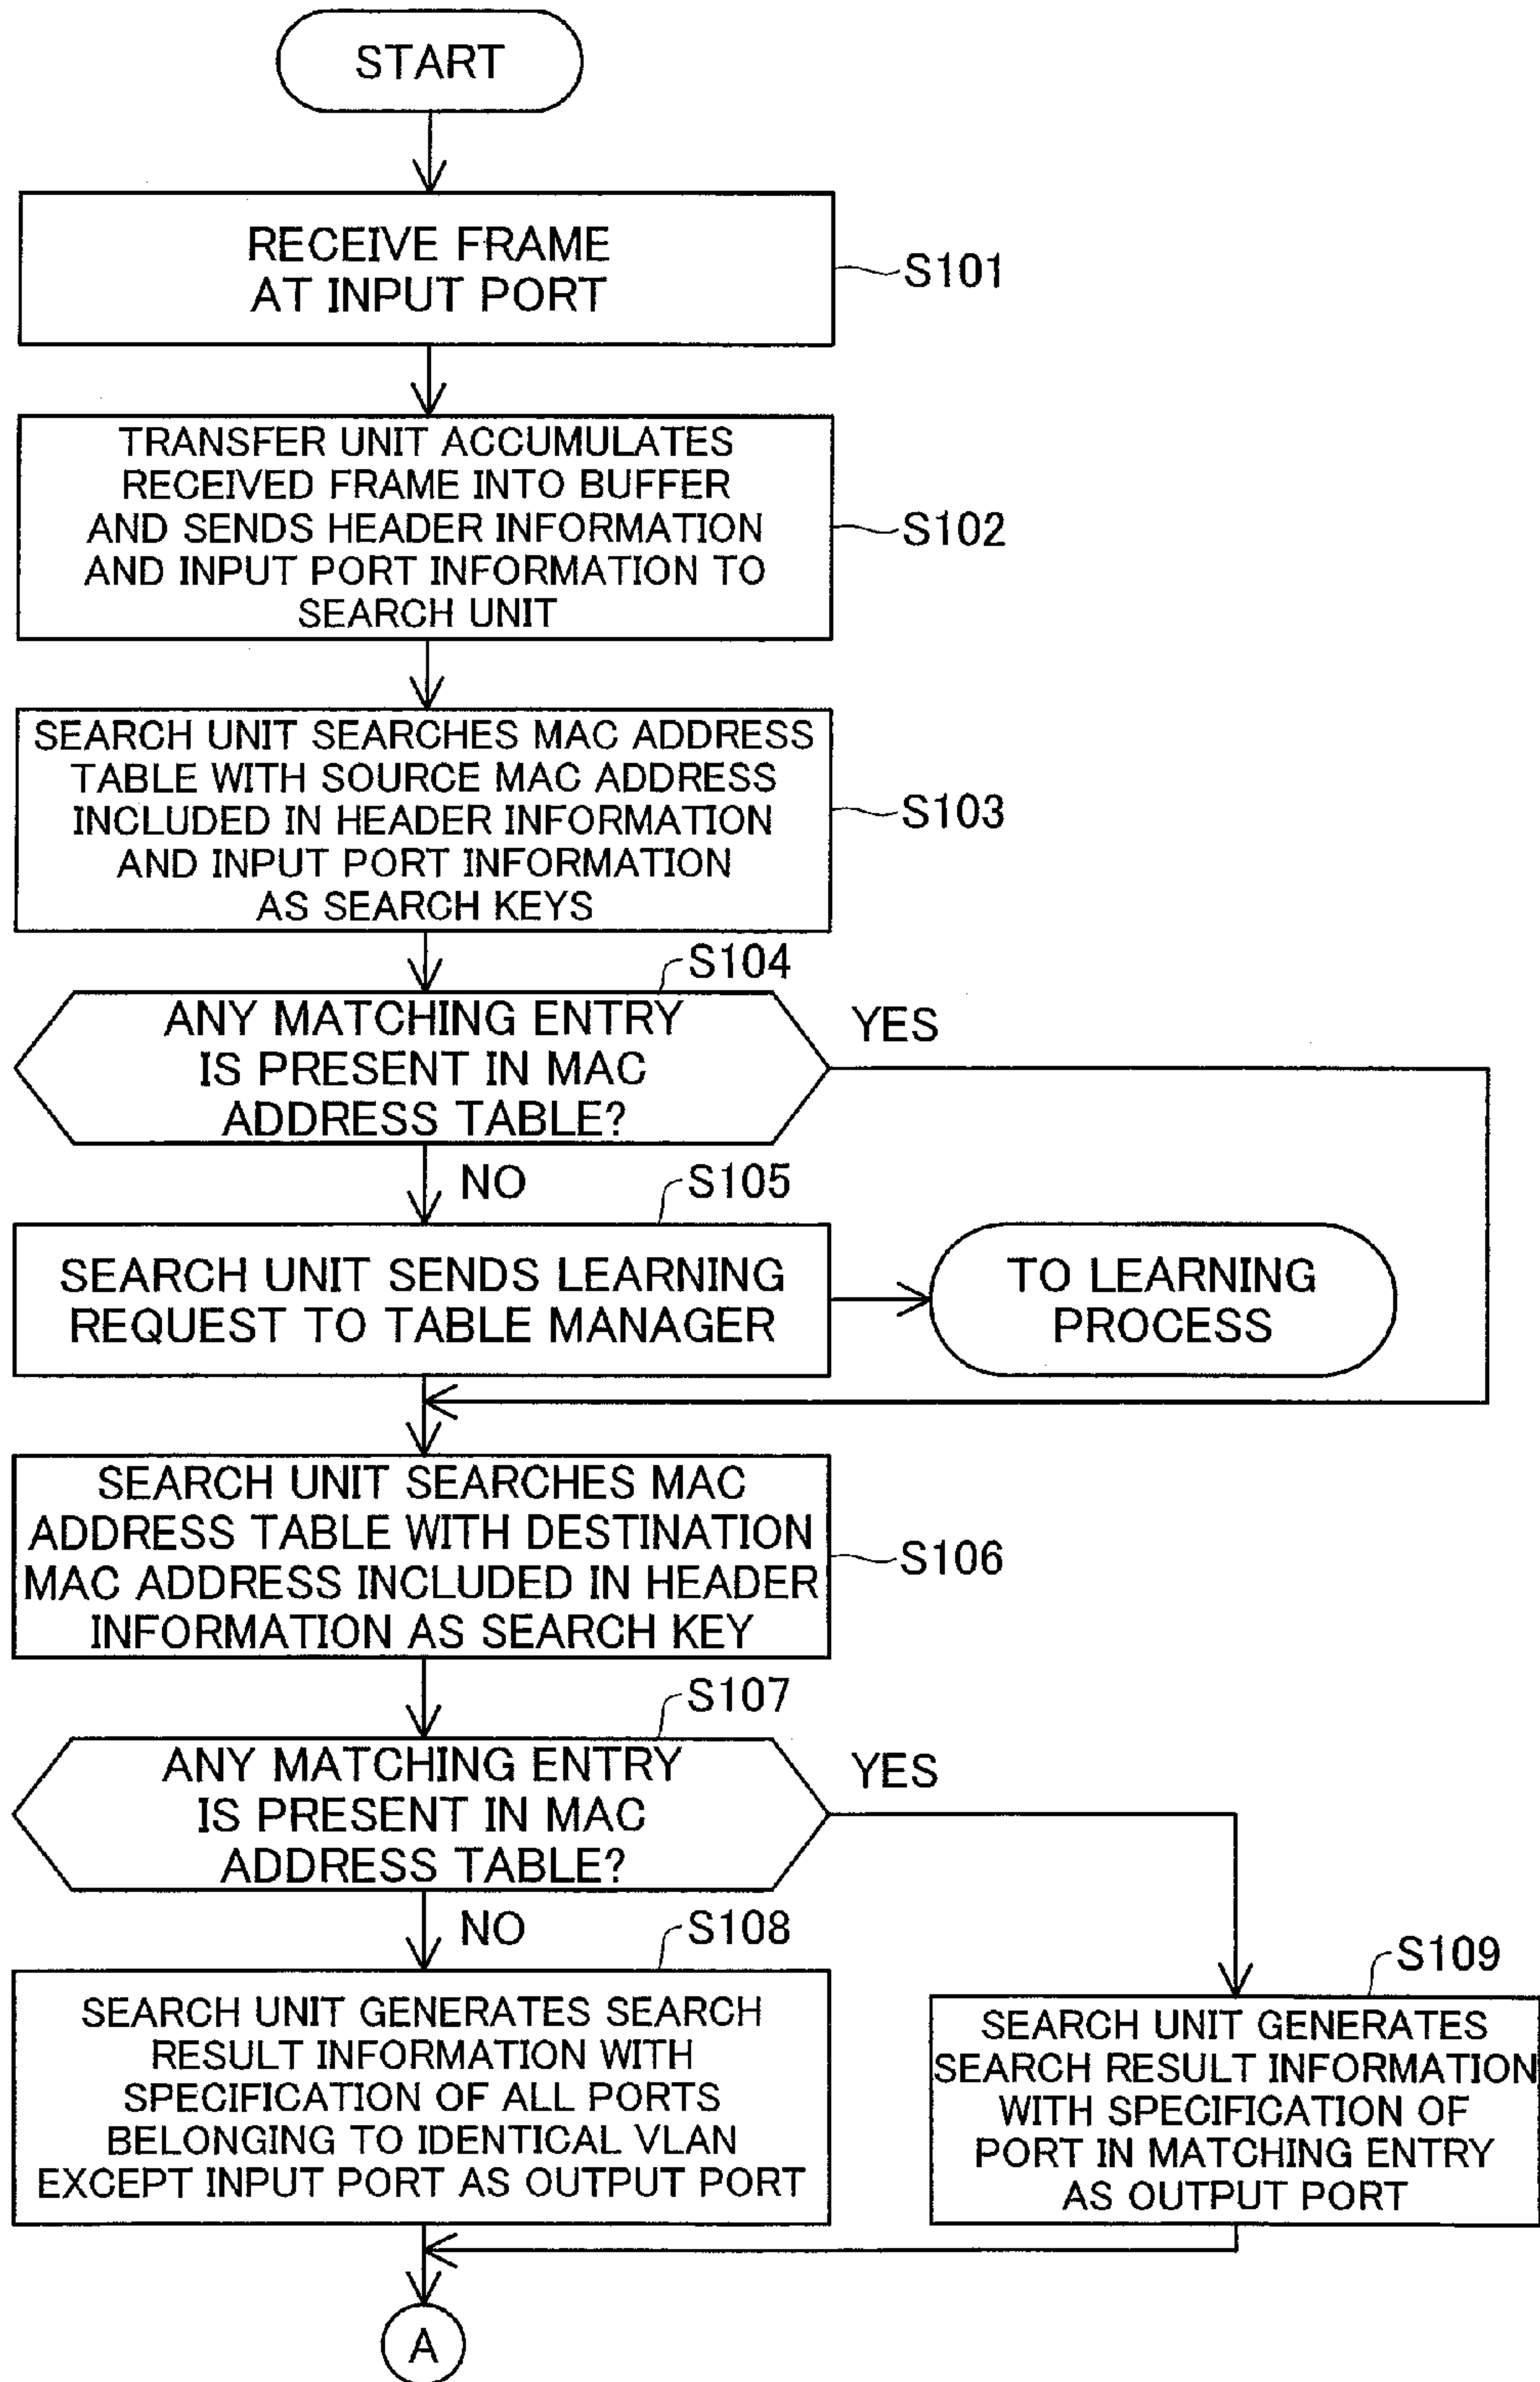 START
RECEIVE FRAME
AT INPUT PORT
S101
TRANSFER UNIT ACCUMULATES
RECEIVED FRAME INTO BUFFER
AND SENDS HEADER INFORMATION
AND INPUT PORT INFORMATION TO
SEARCH UNIT
S102
SEARCH UNIT SEARCHES MAC ADDRESS
TABLE WITH SOURCE MAC ADDRESS
INCLUDED IN HEADER INFORMATION
AND INPUT PORT INFORMATION
AS SEARCH KEYS
S103
S104
ANY MATCHING ENTRY
IS PRESENT IN MAC
ADDRESS TABLE?
YES
NO
S105
SEARCH UNIT SENDS LEARNING
REQUEST TO TABLE MANAGER
TO LEARNING
PROCESS
SEARCH UNIT SEARCHES MAC
ADDRESS TABLE WITH DESTINATION
MAC ADDRESS INCLUDED IN HEADER
INFORMATION AS SEARCH KEY
S106
S107
ANY MATCHING ENTRY
IS PRESENT IN MAC
ADDRESS TABLE?
YES
NO
S108
SEARCH UNIT GENERATES SEARCH
RESULT INFORMATION WITH
SPECIFICATION OF ALL PORTS
BELONGING TO IDENTICAL VLAN
EXCEPT INPUT PORT AS OUTPUT PORT
S109
SEARCH UNIT GENERATES
SEARCH RESULT INFORMATION
WITH SPECIFICATION OF
PORT IN MATCHING ENTRY
AS OUTPUT PORT
A